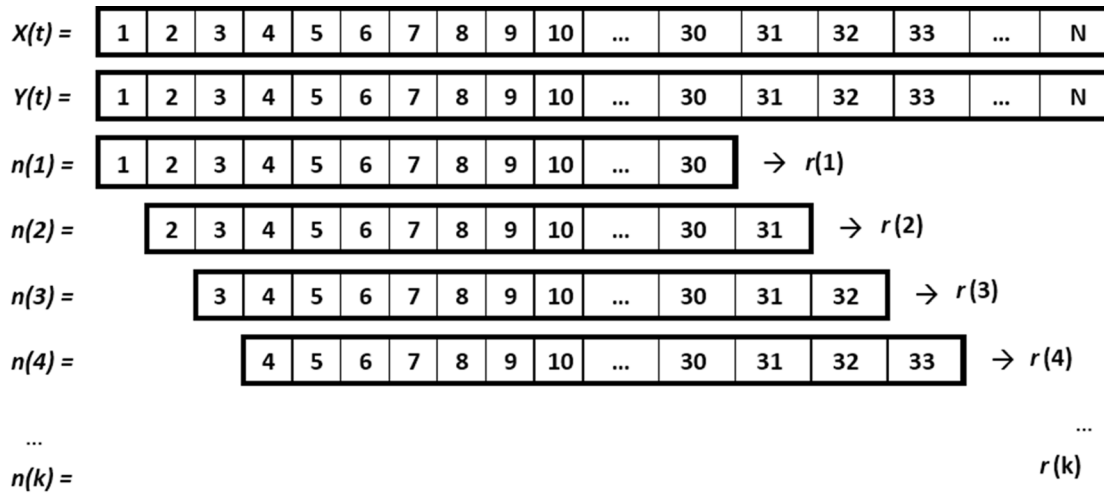 X(t) = 1 2 3 4 5 6 7 8 9 10 ... 30 31 32 33 ... N
Y(t) = 1 2 3 4 5 6 7 8 9 10 ... 30 31 32 33 ... N
n(1) = 1 2 3 4 5 6 7 8 9 10 ... 30 → r(1)
n(2) = 2 3 4 5 6 7 8 9 10 ... 30 31 → r(2)
n(3) = 3 4 5 6 7 8 9 10 ... 30 31 32 → r(3)
n(4) = 4 5 6 7 8 9 10 ... 30 31 32 33 → r(4)
... ...
n(k) = r(k)